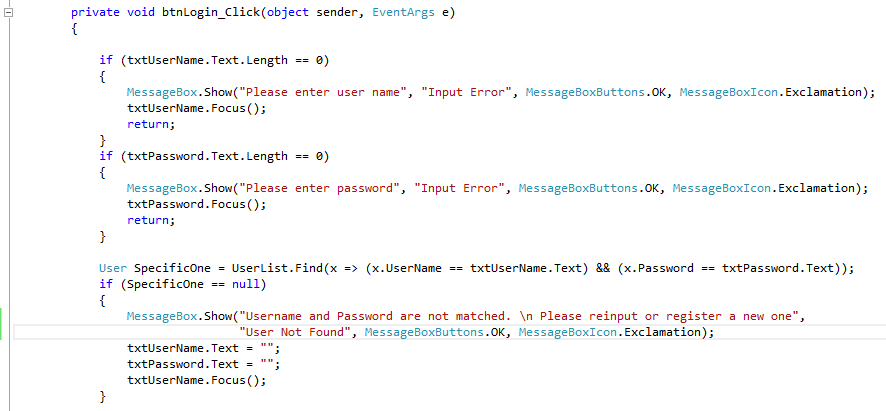 private void btnLogin_Click(object sender, EventArgs e)
{
if (txtUserName.Text.Length == 0)
{
MessageBox.Show("Please enter user name", "Input Error", MessageBoxButtons.OK, MessageBoxIcon.Exclamation);
txtUserName.Focus();
return;
}
if (txtPassword.Text.Length == 0)
{
MessageBox.Show("Please enter password", "Input Error", MessageBoxButtons.OK, MessageBoxIcon.Exclamation);
txtPassword.Focus();
return;
}
User SpecificOne = UserList.Find(x => (x.UserName == txtUserName.Text) && (x.Password == txtPassword.Text));
if (SpecificOne == null)
{
MessageBox.Show("Username and Password are not matched. \n Please reinput or register a new one",
"User Not Found", MessageBoxButtons.OK, MessageBoxIcon.Exclamation);
txtUserName.Text = "";
txtPassword.Text = "";
txtUserName.Focus();
}